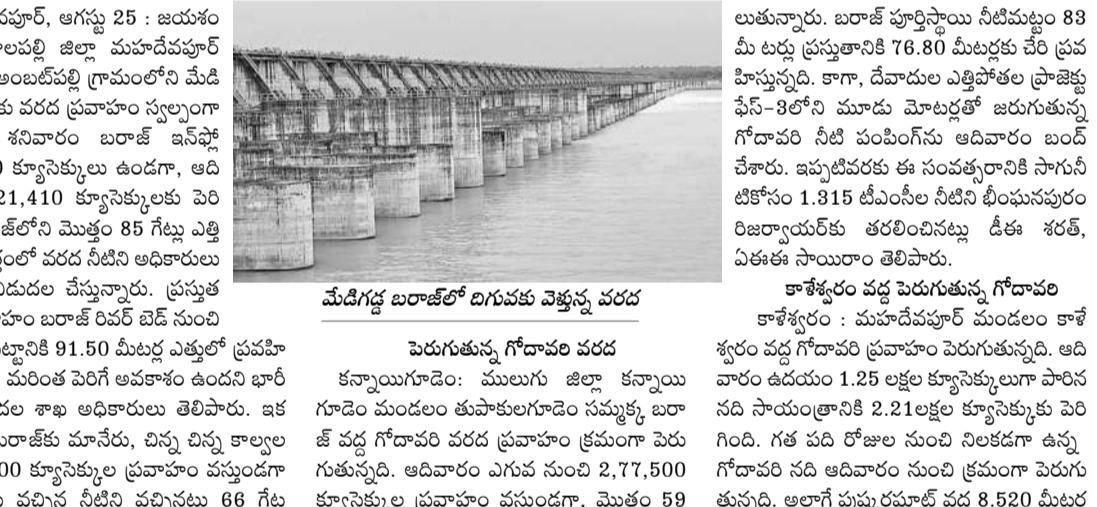 వపూర్, ఆగస్టు 25 : జయశం
లపల్లి జిల్లా మహదేవపూర్
అంబట్‌పల్లి గ్రామంలోని మేడి
కు వరద ప్రవాహం స్వల్పంగా
శనివారం బరాజ్ ఇన్‌ఫ్లో
0 క్యూసెక్కులు ఉండగా, ఆది
21,410 క్యూసెక్కులకు పెరి
జ్‌లోని మొత్తం 85 గేట్లు ఎత్తి
లో వరద నీటిని అధికారులు
విడుదల చేస్తున్నారు. ప్రస్తుత
హం బరాజ్ రివర్ బెడ్ నుంచి
ట్టానికి 91.50 మీటర్ల ఎత్తులో ప్రవహి
మరింత పెరిగే అవకాశం ఉందని భారీ
దల శాఖ అధికారులు తెలిపారు. ఇక
బరాజ్‌కు మానేరు, చిన్న చిన్న కాల్వల
00 క్యూసెక్కుల ప్రవాహం వస్తుండగా
వచ్చిన నీటిని వచ్చినట్టు 66 గేట్ల
మేడిగడ్డ బరాజ్‌లో దిగువకు వెళ్తున్న వరద
పెరుగుతున్న గోదావరి వరద
కన్నాయిగూడెం: ములుగు జిల్లా కన్నాయి
గూడెం మండలం తుపాకులగూడెం సమ్మక్క బరా
జ్ వద్ద గోదావరి వరద ప్రవాహం క్రమంగా పెరు
గుతున్నది. ఆదివారం ఎగువ నుంచి 2,77,500
క్యూసెక్కుల ప్రవాహం వస్తుండగా, మొత్తం 59
లుతున్నారు. బరాజ్ పూర్తిస్థాయి నీటిమట్టం 83
మీ టర్లు ప్రస్తుతానికి 76.80 మీటర్లకు చేరి ప్రవ
హిస్తున్నది. కాగా, దేవాదుల ఎత్తిపోతల ప్రాజెక్టు
ఫేస్-3లోని మూడు మోటర్లతో జరుగుతున్న
గోదావరి నీటి పంపింగ్‌ను ఆదివారం బంద్
చేశారు. ఇప్పటివరకు ఈ సంవత్సరానికి సాగునీ
టికోసం 1.315 టీఎంసీల నీటిని భీంఘనపురం
రిజర్వాయర్‌కు తరలించినట్లు డీఈ శరత్,
ఏఈఈ సాయిరాం తెలిపారు.
కాళేశ్వరం వద్ద పెరుగుతున్న గోదావరి
కాళేశ్వరం : మహదేవపూర్ మండలం కాళే
శ్వరం వద్ద గోదావరి ప్రవాహం పెరుగుతున్నది. ఆది
వారం ఉదయం 1.25 లక్షల క్యూసెక్కులుగా పారిన
నది సాయంత్రానికి 2.21లక్షల క్యూసెక్కుకు పెరి
గింది. గత పది రోజుల నుంచి నిలకడగా ఉన్న
గోదావరి నది ఆదివారం నుంచి క్రమంగా పెరుగు
తున్నది. అలాగే పుష్కరఘాట్ వద్ద 8.520 మీటర్ల